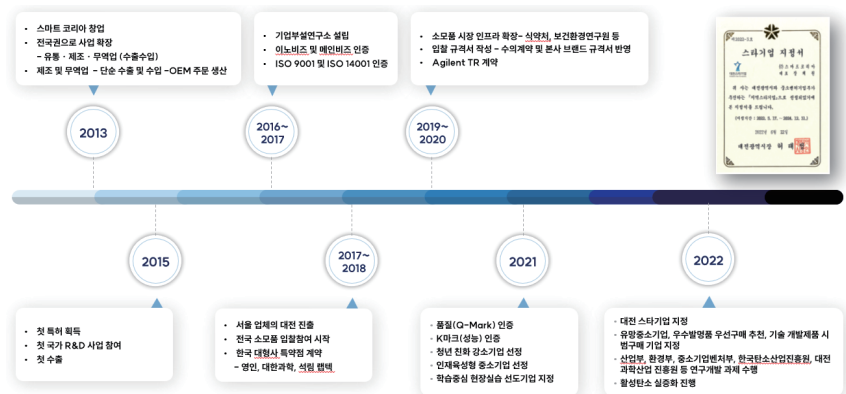 • 스마트 코리아 창업
• 전국권으로 사업 확장
– 유통 · 제조 · 무역업 (수출수입)
• 제조 및 무역업 – 단순 수출 및 수입 –OEM 주문 생산
• 기업부설연구소 설립
• 이노비즈 및 메인비즈 인증
• ISO 9001 및 ISO 14001 인증
• 소모품 시장 인프라 확장– 식약처, 보건환경연구원 등
• 입찰 규격서 작성 – 수의계약 및 본사 브랜드 규격서 반영
• Agilent TR 계약
스타기업 지정서
대전광역시장 허태정
2013
2016~
2017
2019~
2020
2015
2017~
2018
2021
2022
• 첫 특허 획득
• 첫 국가 R&D 사업 참여
• 첫 수출
• 서울 업체의 대전 진출
• 전국 소모품 입찰참여 시작
• 한국 대형사 특약점 계약
– 영인, 대한과학, 석림 랩텍
• 품질(Q-Mark) 인증
• K마크(성능) 인증
• 청년 친화 강소기업 선정
• 인재육성형 중소기업 선정
• 학습중심 현장실습 선도기업 지정
• 대전 스타기업 지정
• 유망중소기업, 우수발명품 우선구매 추천, 기술 개발제품 시
범구매 기업 지정
• 산업부, 환경부, 중소기업벤처부, 한국탄소산업진흥원, 대전
과학산업 진흥원 등 연구개발 과제 수행
• 활성탄소 실증화 진행